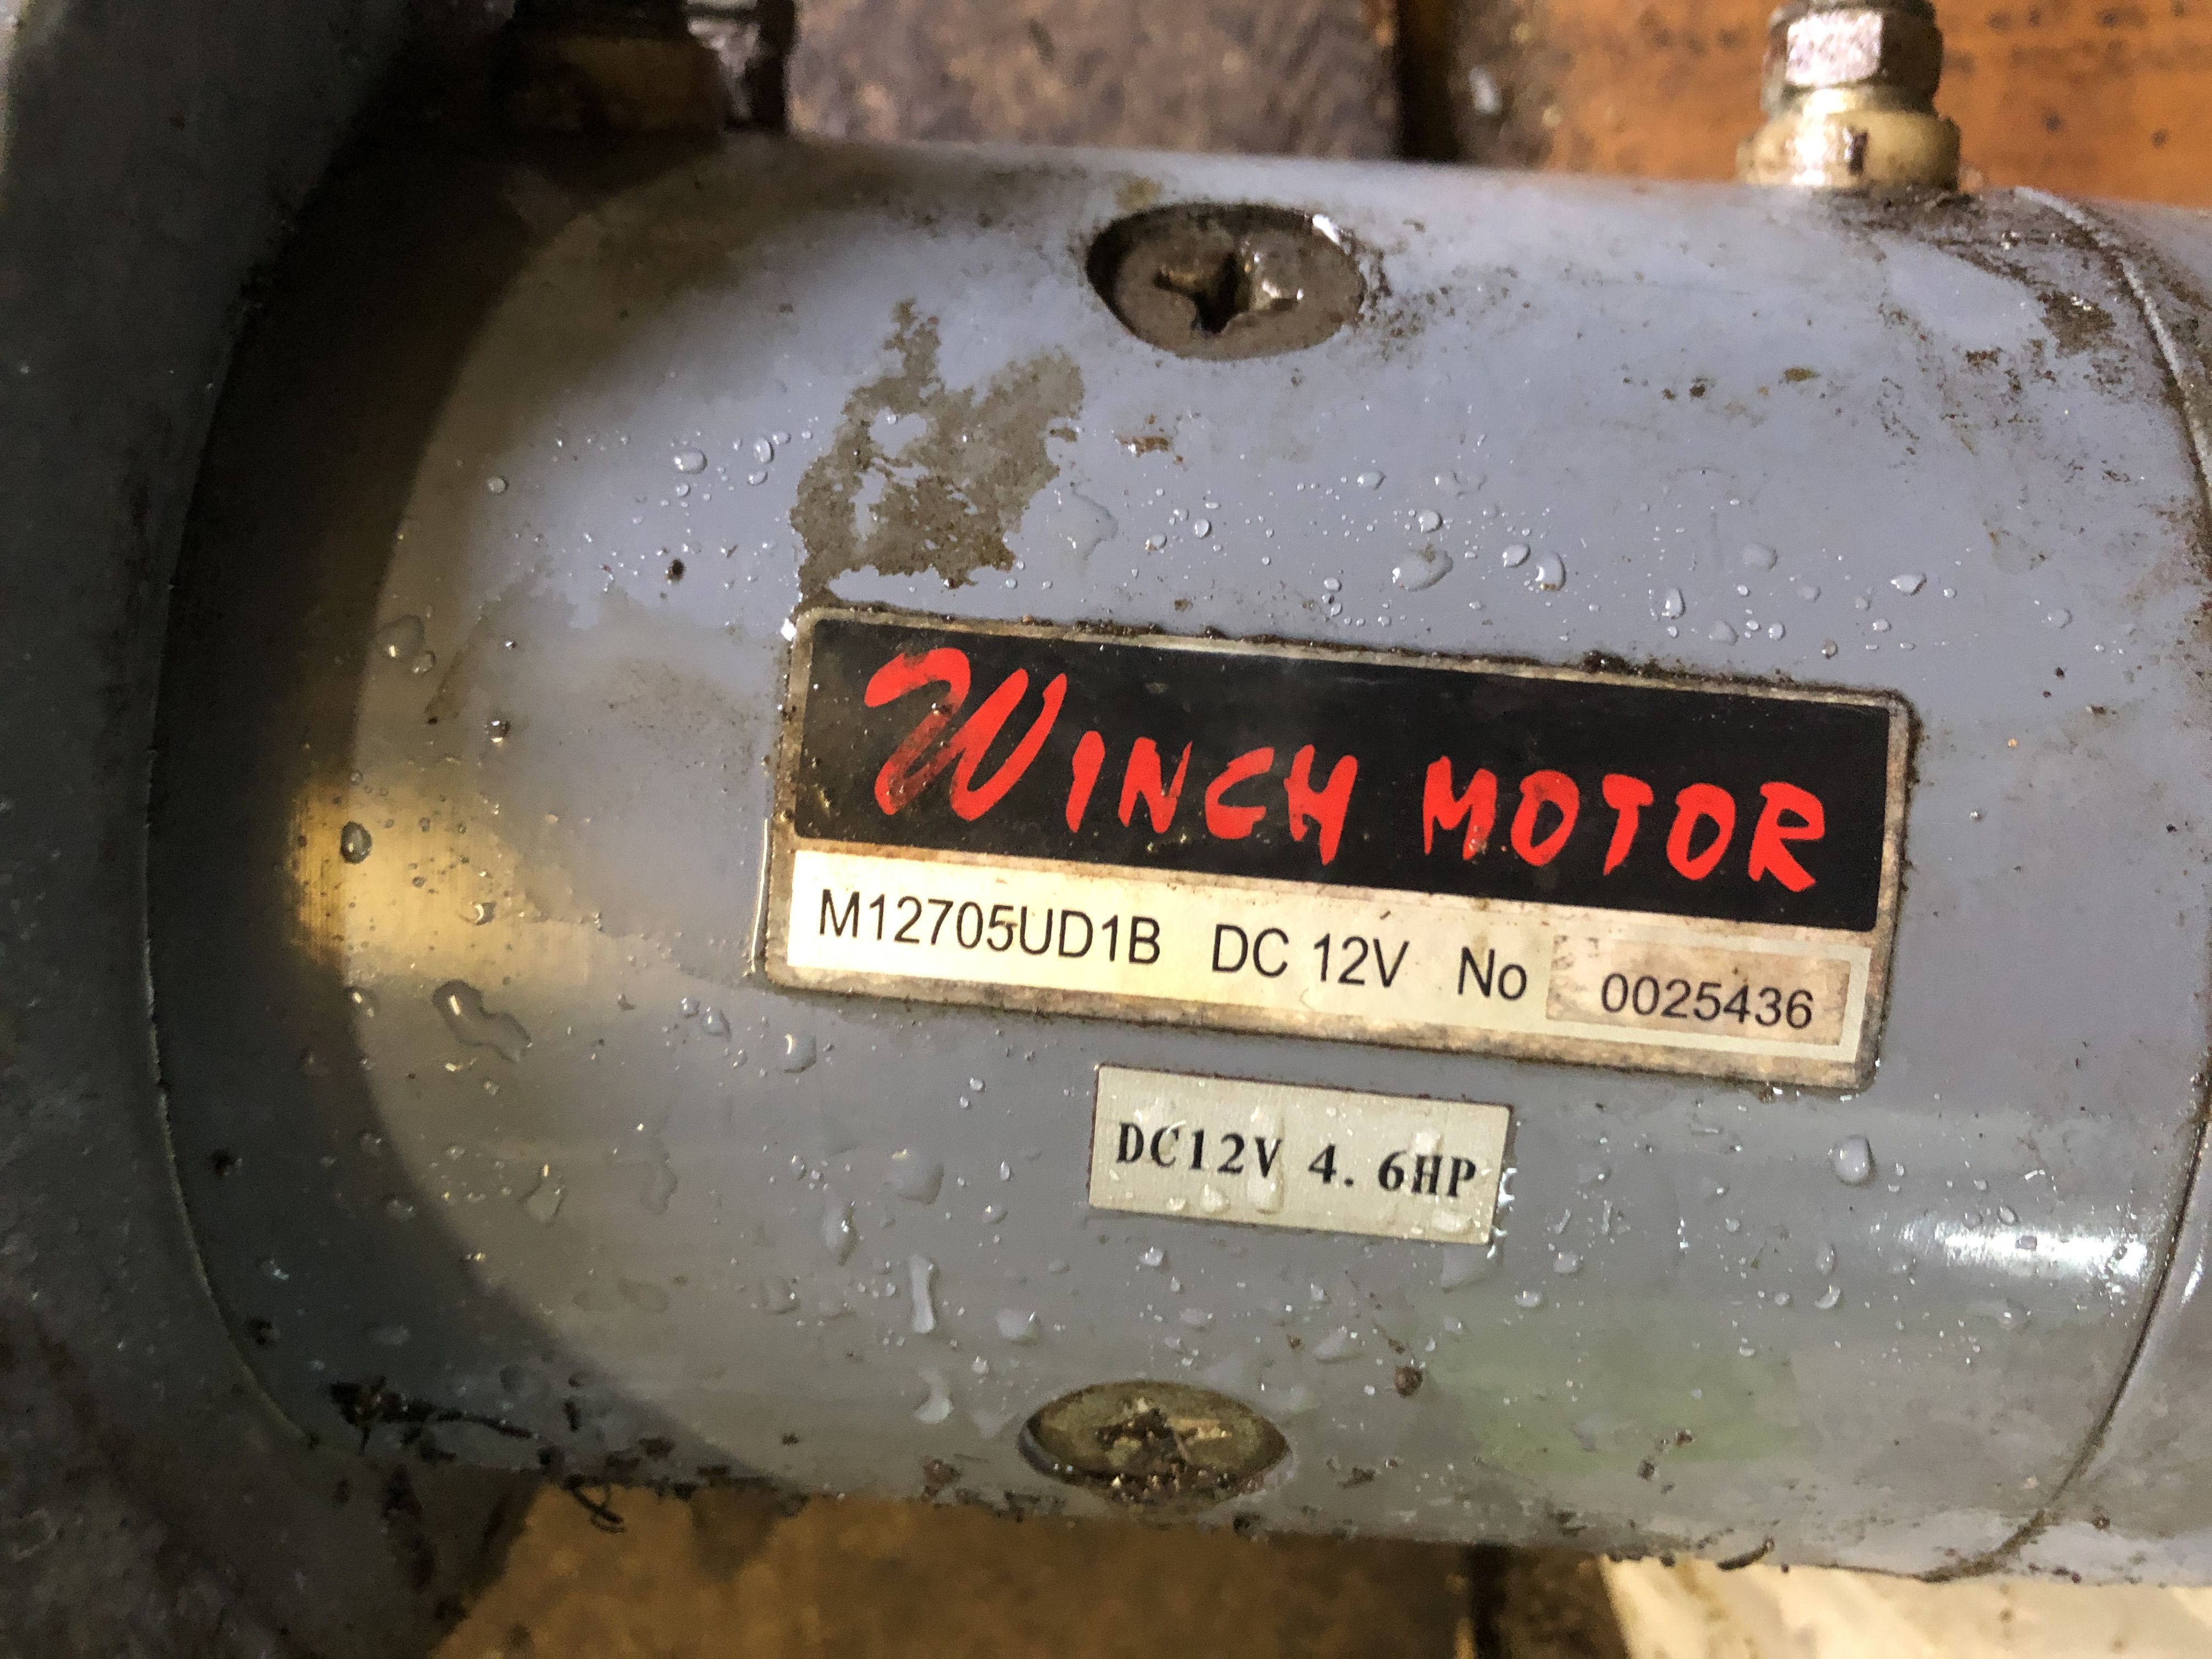 WINCH MOTOR
M12705UD1B DC 12V No 0025436
DC12V 4.6HP